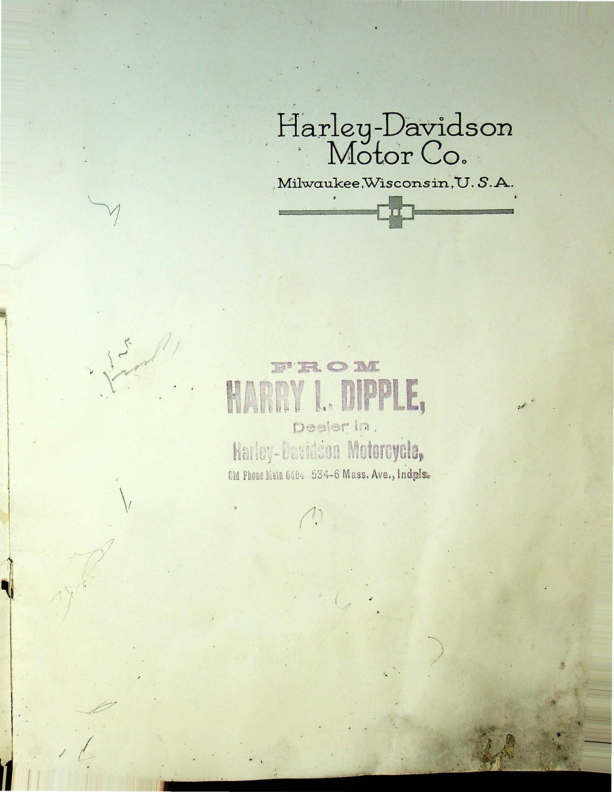 Harley-Davidson
Motor Co.
Milwaukee, Wisconsin, U. S. A.
FROM
HARRY I. DIPPLE,
Dealer in
Harley-Davidson Motorcycle,
Old Phone Main 6464 534-6 Mass. Ave., Indpls.